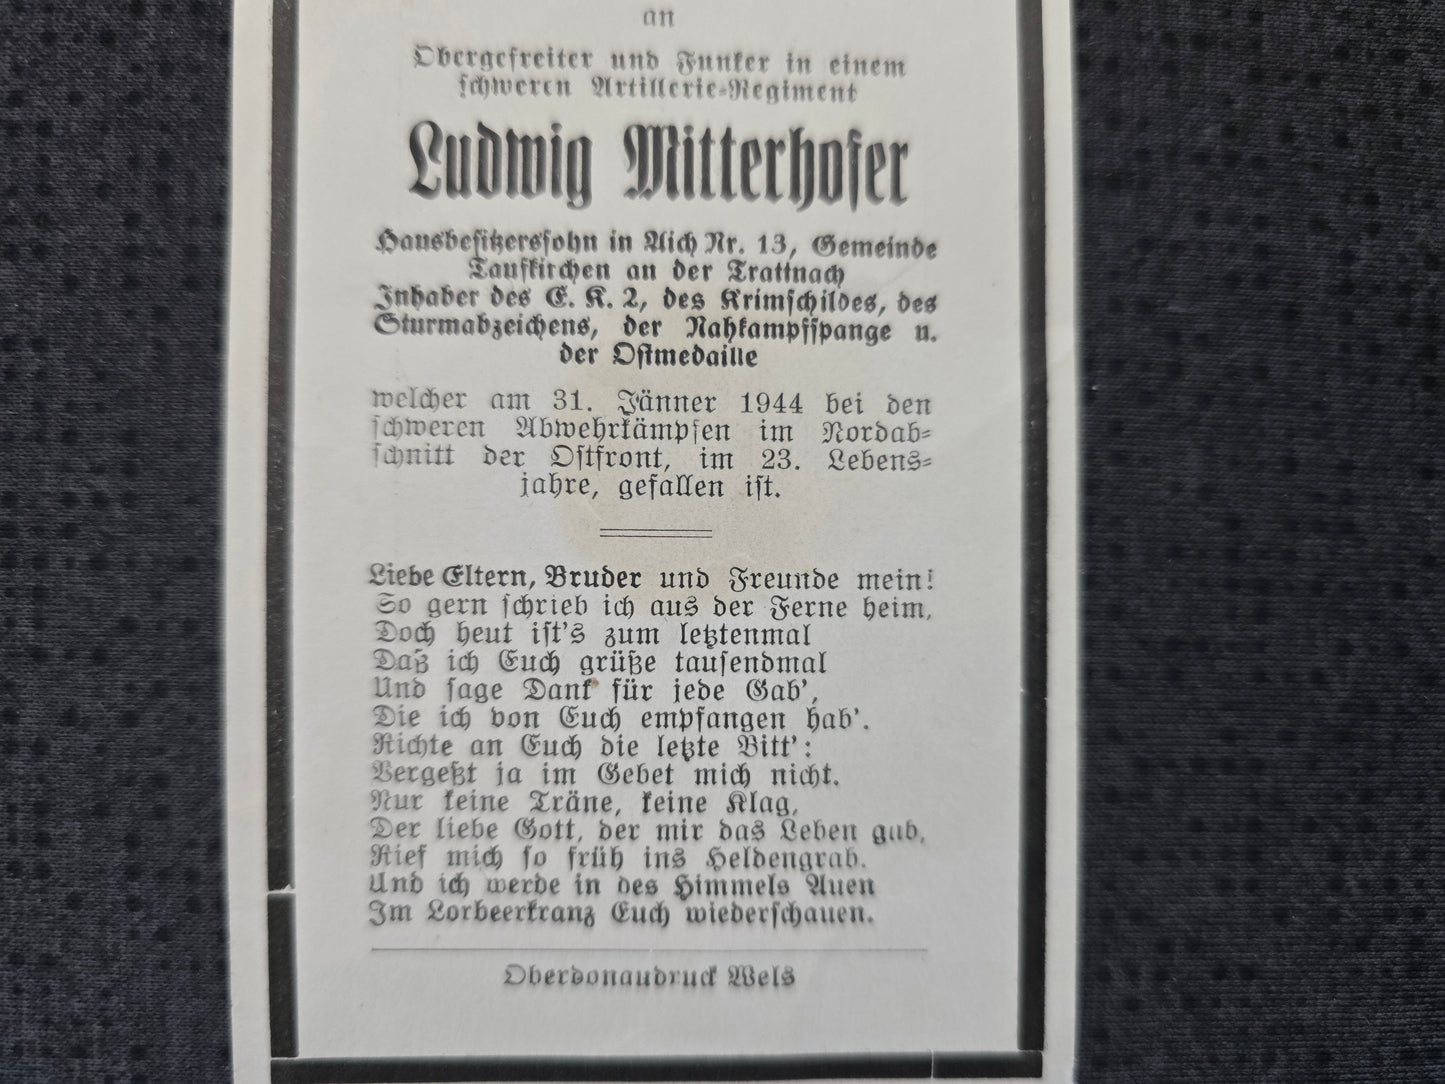 an
Obergefreiter und Funker in einem
schweren Artillerie-Regiment
Ludwig Mitterhofer
Hausbesitzerssohn in Aich Nr. 13, Gemeinde
Taufkirchen an der Trattnach
Inhaber des E. K. 2, des Krimschildes, des
Sturmabzeichens, der Nahkampfspange u.
der Ostmedaille
welcher am 31. Jänner 1944 bei den
schweren Abwehrkämpfen im Nordab-
schnitt der Ostfront, im 23. Lebens-
jahre, gefallen ist.
Liebe Eltern, Bruder und Freunde mein!
So gern schrieb ich aus der Ferne heim,
Doch heut ist's zum letztenmal
Daß ich Euch grüße tausendmal
Und sage Dank für jede Gab',
Die ich von Euch empfangen hab'.
Richte an Euch die letzte Bitt':
Vergeßt ja im Gebet mich nicht.
Nur keine Träne, keine Klag,
Der liebe Gott, der mir das Leben gab,
Rief mich so früh ins Heldengrab.
Und ich werde in des Himmels Auen
Im Lorbeerkranz Euch wiederschauen.
Oberdonaudruck Wels